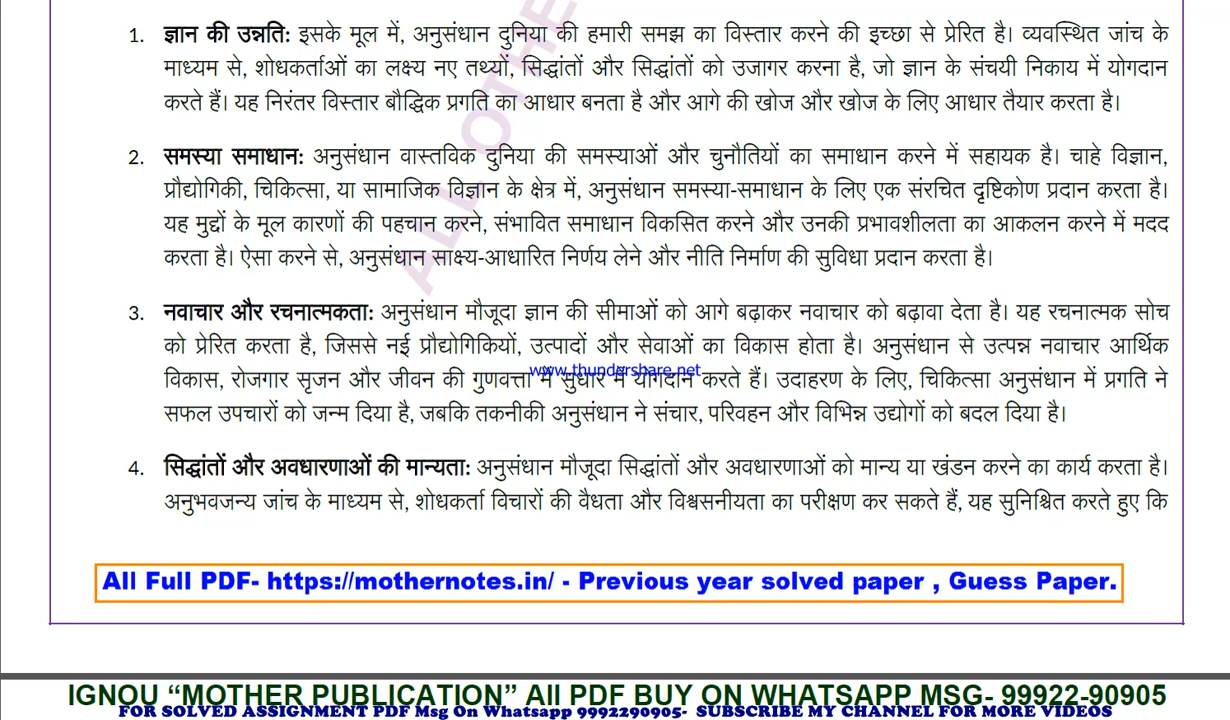 1. ज्ञान की उन्नति: इसके मूल में, अनुसंधान दुनिया की हमारी समझ का विस्तार करने की इच्छा से प्रेरित है। व्यवस्थित जांच के
माध्यम से, शोधकर्ताओं का लक्ष्य नए तथ्यों, सिद्धांतों और सिद्धांतों को उजागर करना है, जो ज्ञान के संचयी निकाय में योगदान
करते हैं। यह निरंतर विस्तार बौद्धिक प्रगति का आधार बनता है और आगे की खोज और खोज के लिए आधार तैयार करता है।
2. समस्या समाधान: अनुसंधान वास्तविक दुनिया की समस्याओं और चुनौतियों का समाधान करने में सहायक है। चाहे विज्ञान,
प्रौद्योगिकी, चिकित्सा, या सामाजिक विज्ञान के क्षेत्र में, अनुसंधान समस्या-समाधान के लिए एक संरचित दृष्टिकोण प्रदान करता है।
यह मुद्दों के मूल कारणों की पहचान करने, संभावित समाधान विकसित करने और उनकी प्रभावशीलता का आकलन करने में मदद
करता है। ऐसा करने से, अनुसंधान साक्ष्य-आधारित निर्णय लेने और नीति निर्माण की सुविधा प्रदान करता है।
3. नवाचार और रचनात्मकता: अनुसंधान मौजूदा ज्ञान की सीमाओं को आगे बढ़ाकर नवाचार को बढ़ावा देता है। यह रचनात्मक सोच
को प्रेरित करता है, जिससे नई प्रौद्योगिकियों, उत्पादों और सेवाओं का विकास होता है। अनुसंधान से उत्पन्न नवाचार आर्थिक
www.thundershare.net
विकास, रोजगार सृजन और जीवन की गुणवत्ता में सुधार में योगदान करते हैं। उदाहरण के लिए, चिकित्सा अनुसंधान में प्रगति ने
सफल उपचारों को जन्म दिया है, जबकि तकनीकी अनुसंधान ने संचार, परिवहन और विभिन्न उद्योगों को बदल दिया है।
4. सिद्धांतों और अवधारणाओं की मान्यता: अनुसंधान मौजूदा सिद्धांतों और अवधारणाओं को मान्य या खंडन करने का कार्य करता है।
अनुभवजन्य जांच के माध्यम से, शोधकर्ता विचारों की वैधता और विश्वसनीयता का परीक्षण कर सकते हैं, यह सुनिश्चित करते हुए कि
ALL OTHE
All Full PDF- https://mothernotes.in/ - Previous year solved paper , Guess Paper.
IGNOU “MOTHER PUBLICATION” All PDF BUY ON WHATSAPP MSG- 99922-90905
FOR SOLVED ASSIGNMENT PDF Msg On Whatsapp 9992290905- SUBSCRIBE MY CHANNEL FOR MORE VIDEOS